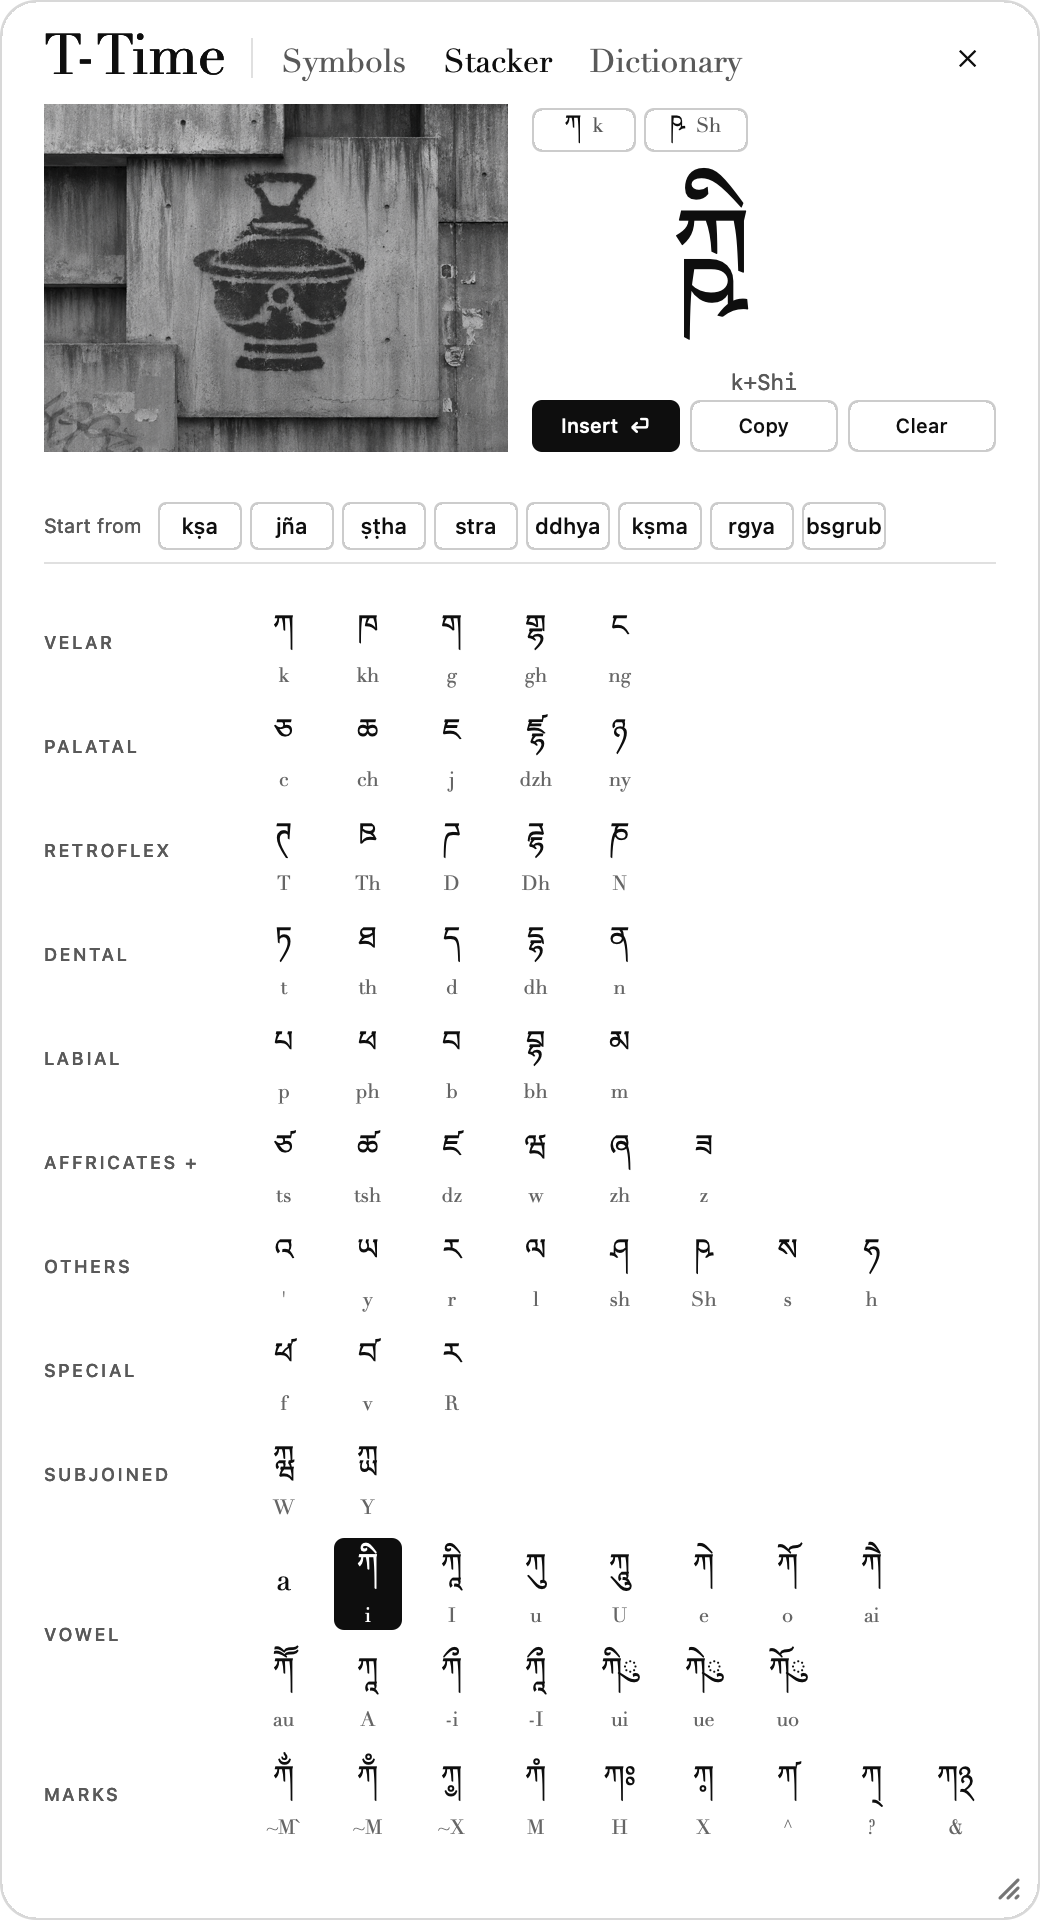 T-Time Symbols Stacker Dictionary ×
ཀ k ཥ Sh
ཀྵི
k+Shi
Insert Copy Clear
Start from kṣa jña ṣṭha stra ddhya kṣma rgya bsgrub
VELAR ཀ ཁ ག གྷ ང
k kh g gh ng
PALATAL ཅ ཆ ཇ ཛྷ ཉ
c ch j dzh ny
RETROFLEX ཊ ཋ ཌ ཌྷ ཎ
T Th D Dh N
DENTAL ཏ ཐ ད དྷ ན
t th d dh n
LABIAL པ ཕ བ བྷ མ
p ph b bh m
AFFRICATES + ཙ ཚ ཛ ཝ ཞ ཟ
ts tsh dz w zh z
OTHERS འ ཡ ར ལ ཤ ཥ ས ཧ
' y r l sh Sh s h
SPECIAL ཕ༹ བ༹ ཪ
f v R
SUBJOINED ཀྺ ཀྻ
W Y
VOWEL a ཀི ཀཱི ཀུ ཀཱུ ཀེ ཀོ ཀཻ
i I u U e o ai
ཀཽ ཀཱ ཀྀ ཀཱྀ ཀིུ ཀེུ ཀོུ
au A -i -I ui ue uo
MARKS ཀྂ ཀྃ ཀ༵ ཀཾ ཀཿ ཀ༷ ཀ༹ ཀ྄ ཀ྅
~M` ~M ~X M H X ^ ? &